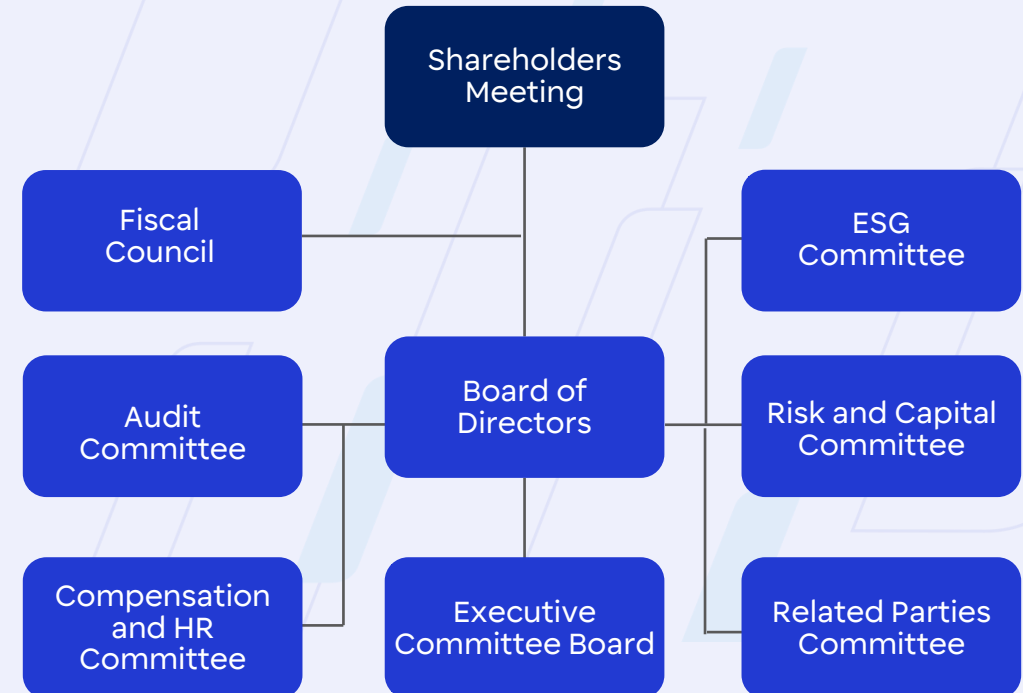 Shareholders
Meeting
Fiscal
Council
ESG
Committee
Board of
Directors
Audit
Committee
Risk and Capital
Committee
Compensation
and HR
Committee
Executive
Committee Board
Related Parties
Committee